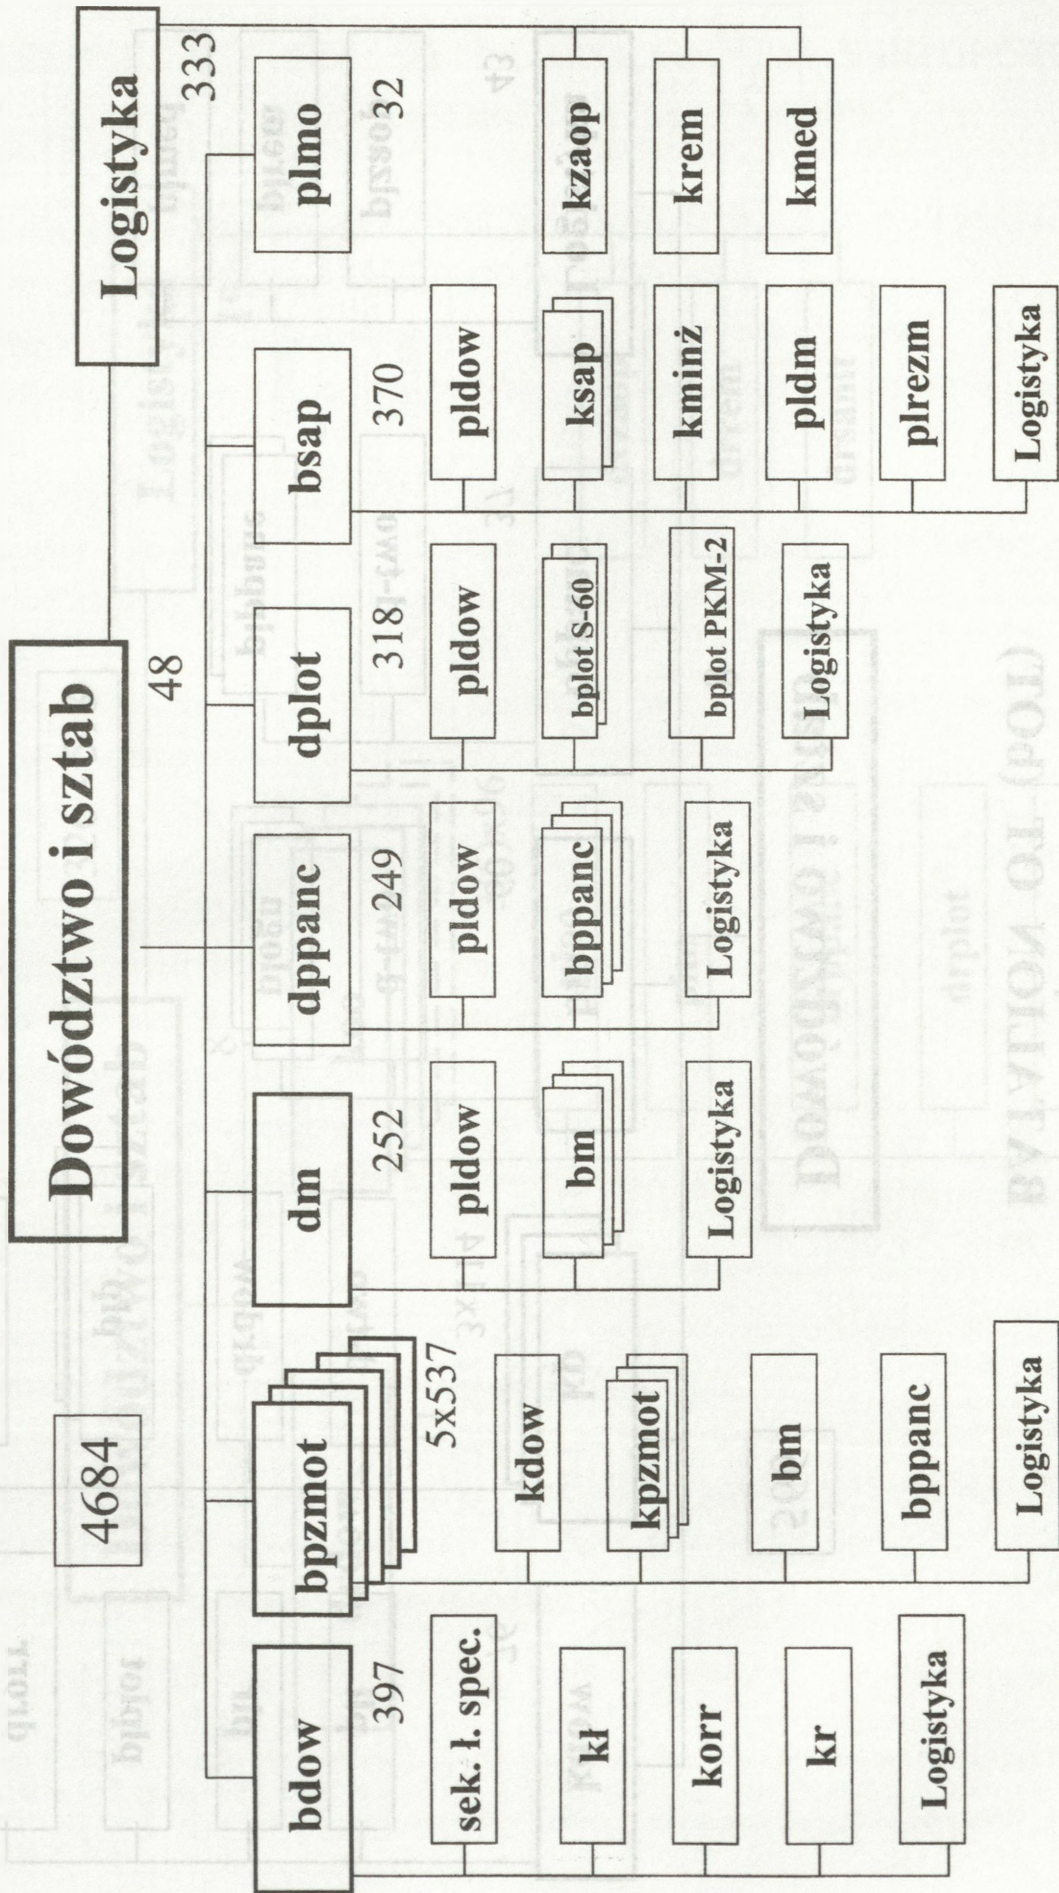 4684
Dowództwo i sztab
48
Logistyka
333
bdow
397
sek. ł. spec.
kł
korr
kr
Logistyka
bpzmot
5x537
kdow
kpzmot
bm
bppanc
Logistyka
dm
252
pldow
bm
Logistyka
dppanc
249
pldow
bppanc
Logistyka
dplot
318
pldow
bplot S-60
bplot PKM-2
Logistyka
bsap
370
pldow
ksap
kminż
pldm
plrezm
Logistyka
plmo
32
kzaop
krem
kmed